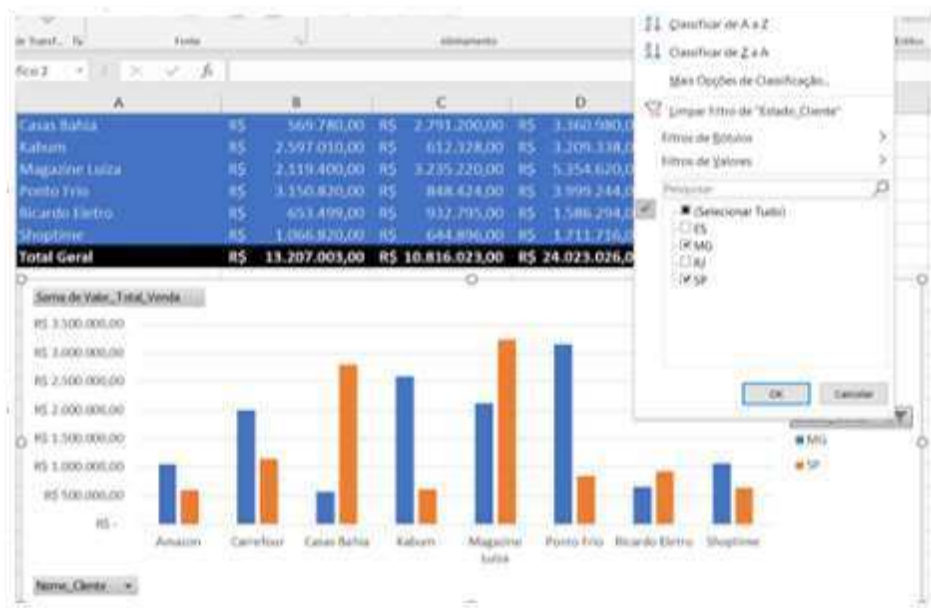 de Transf.
Fonte
Alinhamento
Estilos
fico 2
fx
A B C D
Casas Bahia R$ 569.780,00 R$ 2.791.200,00 R$ 3.360.980,0
Kabum R$ 2.597.010,00 R$ 612.328,00 R$ 3.209.338,0
Magazine Luiza R$ 2.119.400,00 R$ 3.235.220,00 R$ 5.354.620,0
Ponto Frio R$ 3.150.820,00 R$ 848.424,00 R$ 3.999.244,0
Ricardo Eletro R$ 653.499,00 R$ 932.795,00 R$ 1.586.294,0
Shoptime R$ 1.066.820,00 R$ 644.896,00 R$ 1.711.716,0
Total Geral R$ 13.207.003,00 R$ 10.816.023,00 R$ 24.023.026,0
Classificar de A a Z
Classificar de Z a A
Mais Opções de Classificação...
Limpar Filtro de "Estado_Cliente"
Filtros de Rótulos
Filtros de Valores
Pesquisar
(Selecionar Tudo)
ES
MG
RJ
SP
OK Cancelar
Soma de Valor_Total_Venda
R$ 3.500.000,00
R$ 3.000.000,00
R$ 2.500.000,00
R$ 2.000.000,00
R$ 1.500.000,00
R$ 1.000.000,00
R$ 500.000,00
R$ -
MG
SP
Amazon Carrefour Casas Bahia Kabum Magazine Luiza Ponto Frio Ricardo Eletro Shoptime
Nome_Cliente